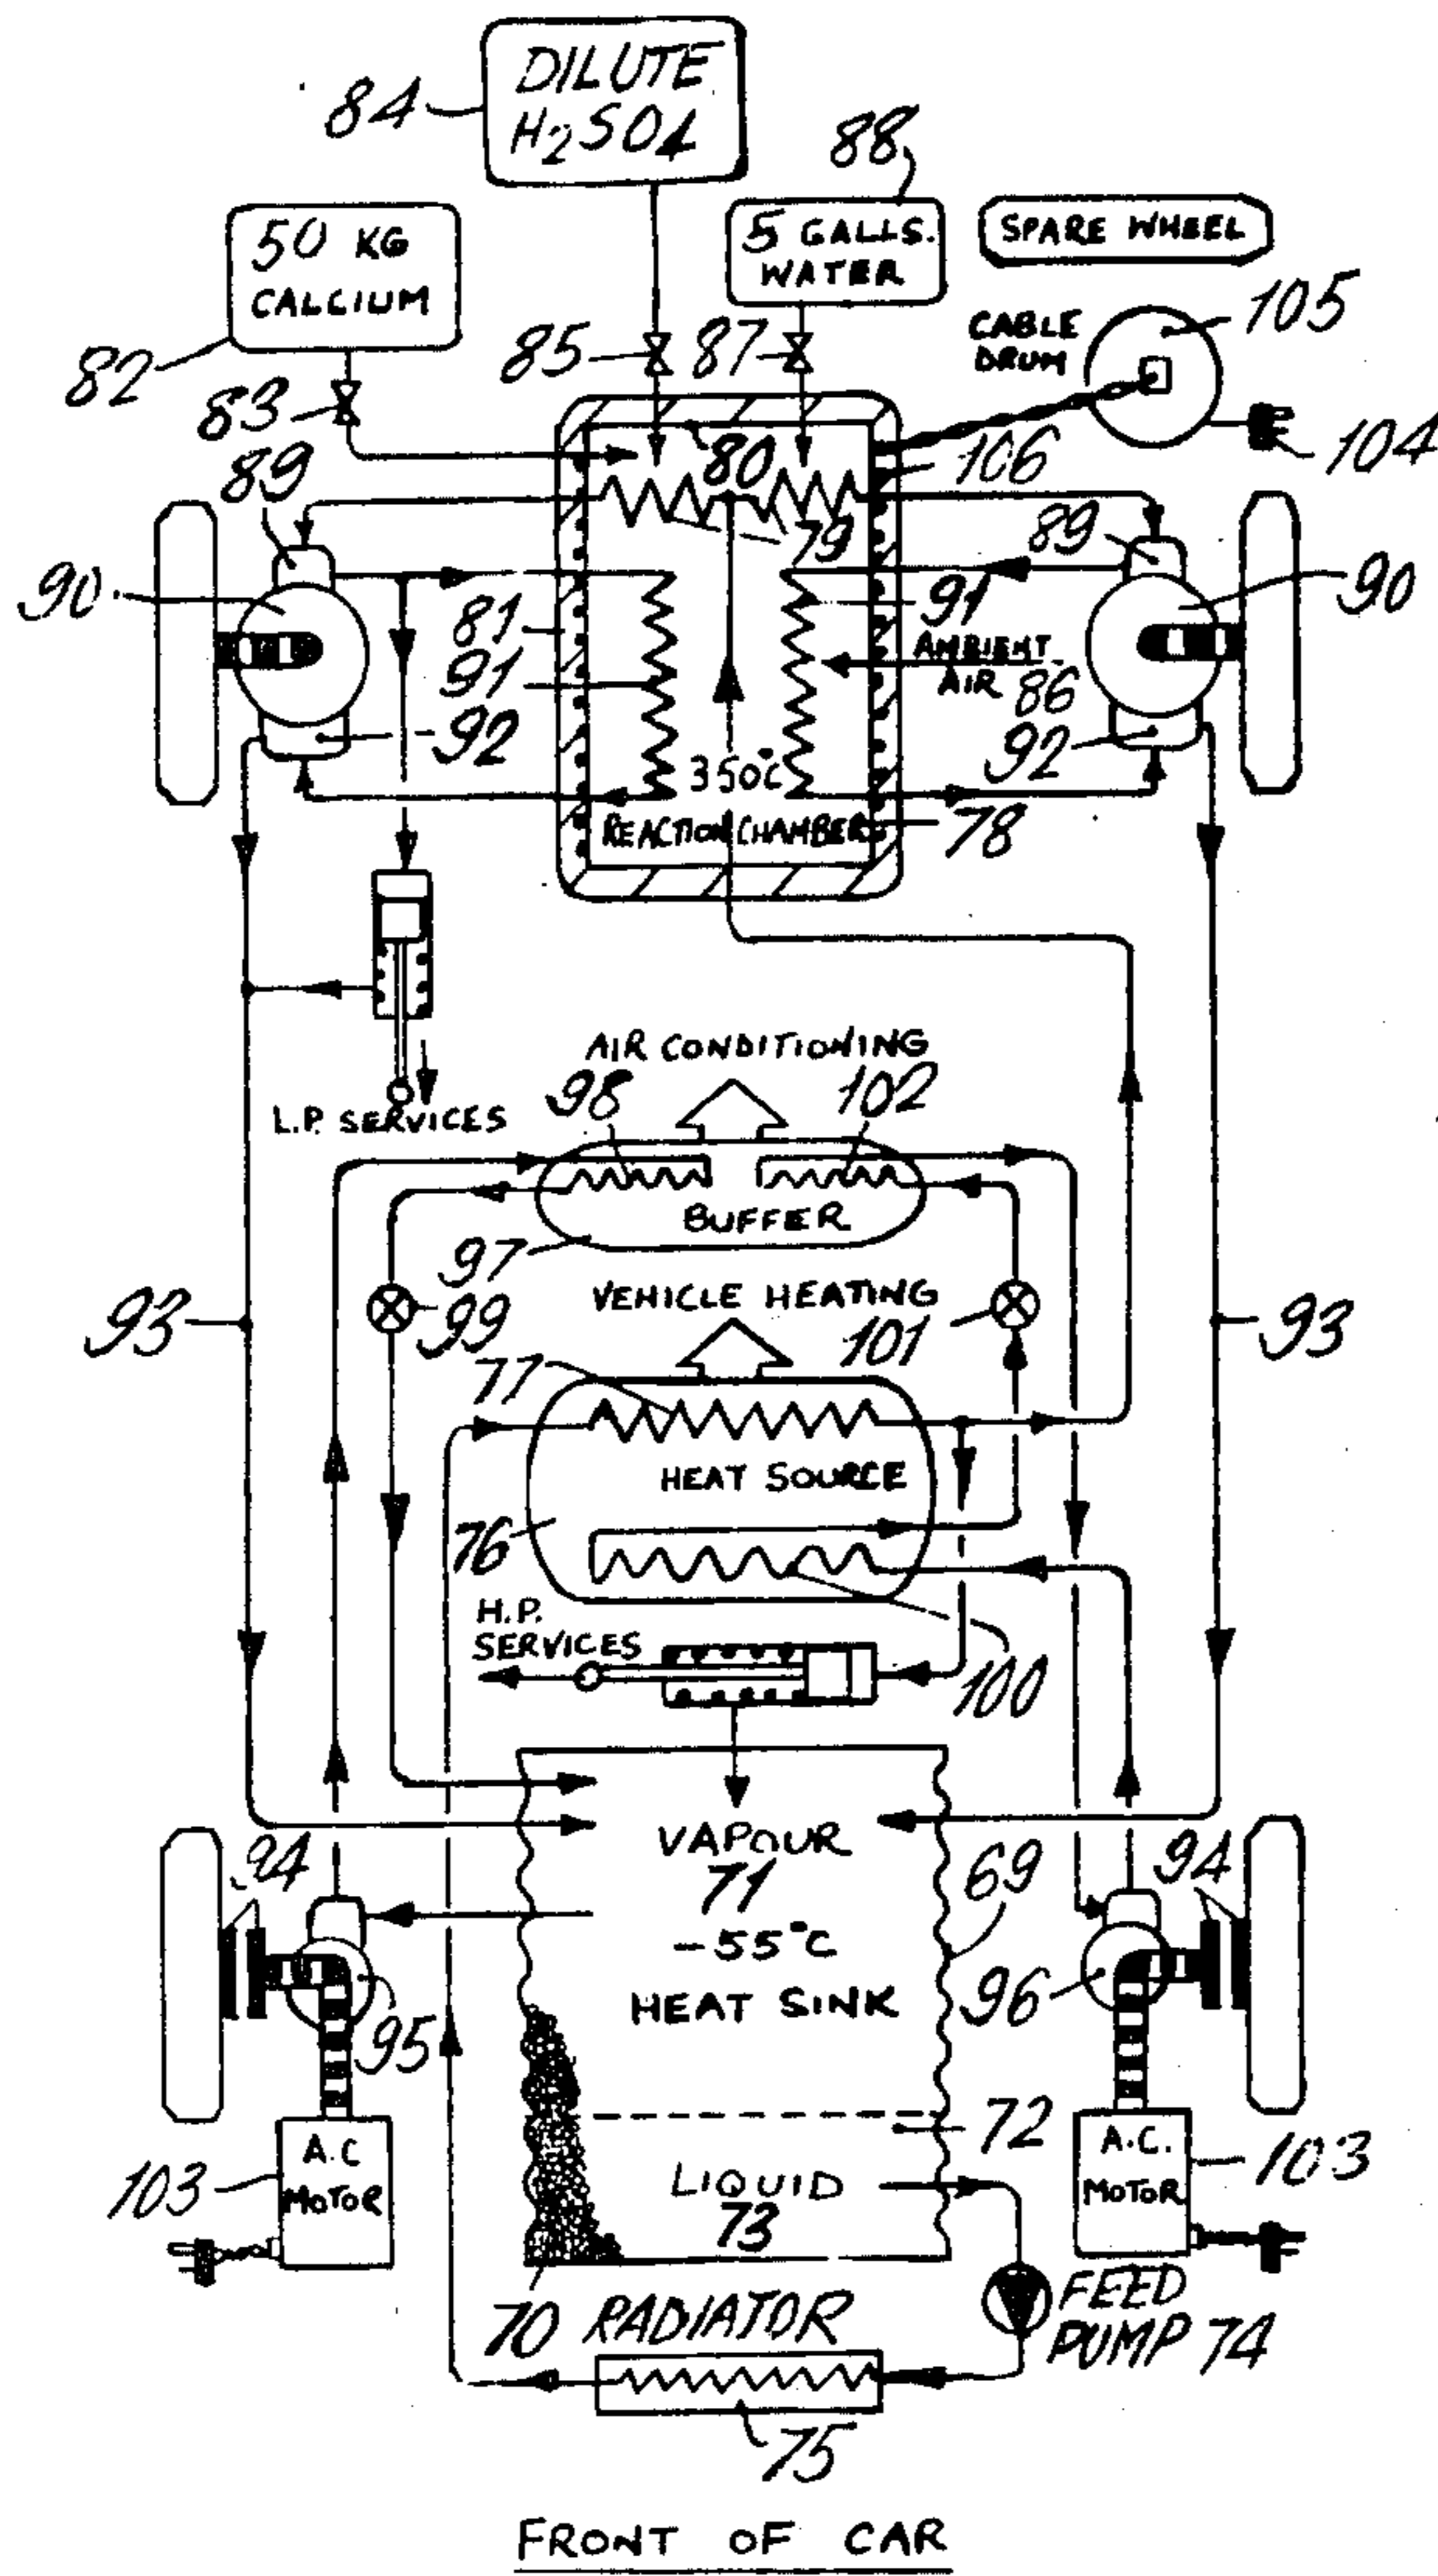 DILUTE
H2SO4
84
88
50 KG
CALCIUM
5 GALLS.
WATER
SPARE WHEEL
82
83
85
87
CABLE
DRUM
105
104
89
80
106
79
89
90
81
91
91
AMBIENT
AIR
86
90
92
92
350°C
REACTION CHAMBER
78
AIR CONDITIONING
98
102
L.P. SERVICES
BUFFER
97
99
VEHICLE HEATING
101
93
93
77
HEAT SOURCE
76
H.P.
SERVICES
100
VAPOUR
71
94
69
94
-55°C
HEAT SINK
95
96
72
A.C
MOTOR
103
LIQUID
73
A.C.
MOTOR
103
70
RADIATOR
FEED
PUMP 74
75
FRONT OF CAR